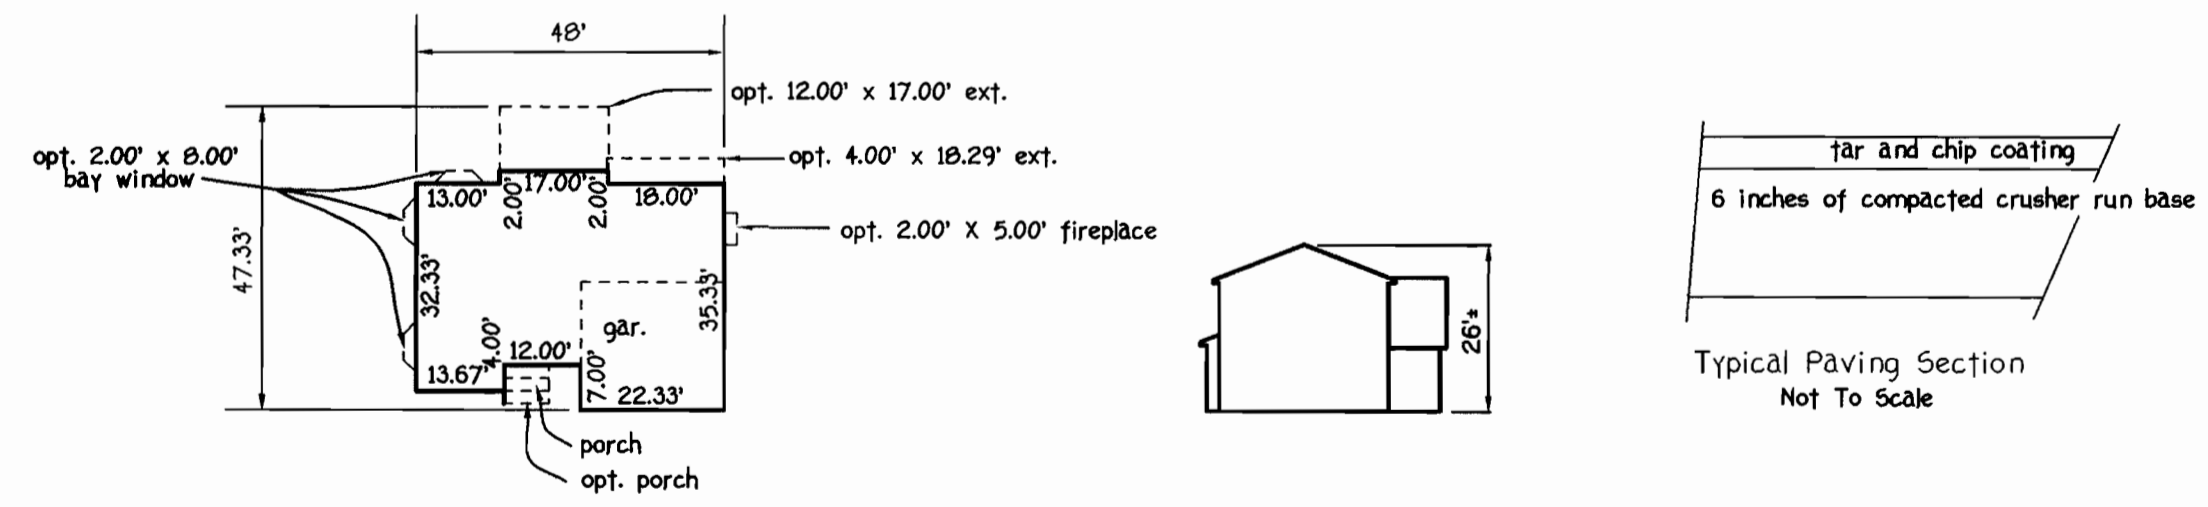 48'
opt. 12.00' x 17.00' ext.
opt. 2.00' x 8.00'
bay window
opt. 4.00' x 18.29' ext.
13.00'
2.00'
17.00'
2.00'
18.00'
opt. 2.00' X 5.00' fireplace
47.33'
32.33'
35.33'
gar.
4.00'
12.00'
13.67'
7.00'
22.33'
porch
opt. porch
26'±
tar and chip coating
6 inches of compacted crusher run base
Typical Paving Section
Not To Scale